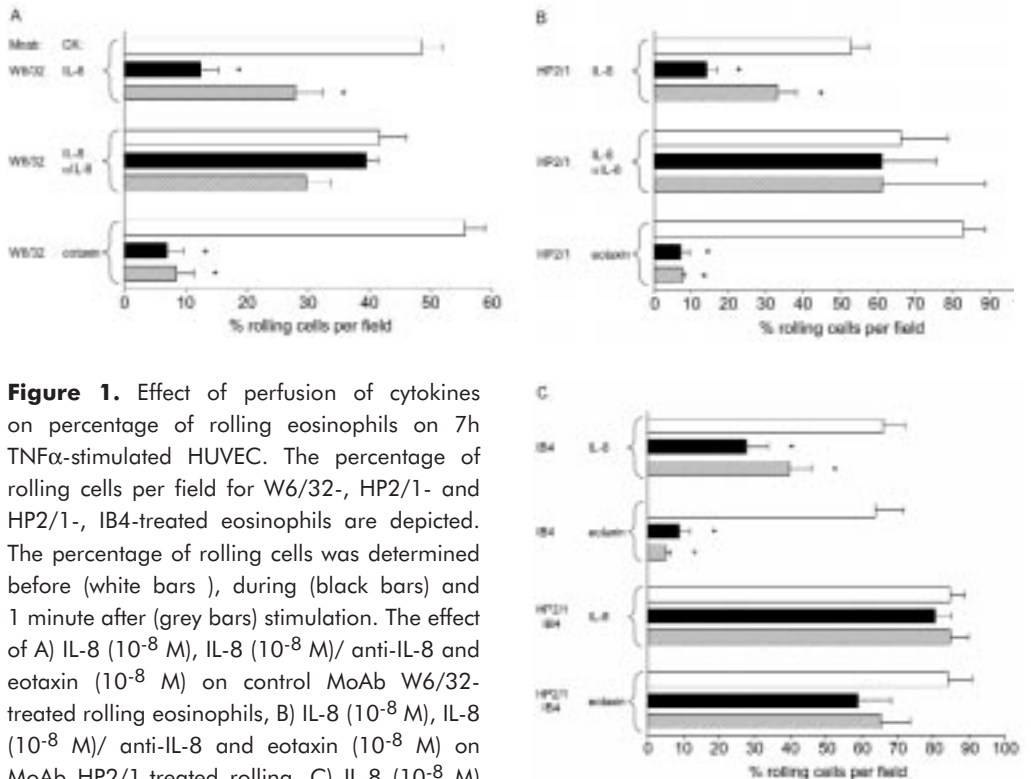 A
Moab: CK:
W6/32 IL-8
W6/32 IL-8
αIL-8
W6/32 eotaxin
0 10 20 30 40 50 60
% rolling cells per field
B
HP2/1 IL-8
HP2/1 IL-8
α IL-8
HP2/1 eotaxin
0 10 20 30 40 50 60 70 80 90
% rolling cells per field
Figure 1. Effect of perfusion of cytokines
on percentage of rolling eosinophils on 7h
TNFα-stimulated HUVEC. The percentage of
rolling cells per field for W6/32-, HP2/1- and
HP2/1-, IB4-treated eosinophils are depicted.
The percentage of rolling cells was determined
before (white bars ), during (black bars) and
1 minute after (grey bars) stimulation. The effect
of A) IL-8 (10-8 M), IL-8 (10-8 M)/ anti-IL-8 and
eotaxin (10-8 M) on control MoAb W6/32-
treated rolling eosinophils, B) IL-8 (10-8 M), IL-8
(10-8 M)/ anti-IL-8 and eotaxin (10-8 M) on
MoAb HP2/1-treated rolling, C) IL-8 (10-8 M)
C
IB4 IL-8
IB4 eotaxin
HP2/1 IL-8
IB4
HP2/1 eotaxin
IB4
0 10 20 30 40 50 60 70 80 90 100
% rolling cells per field